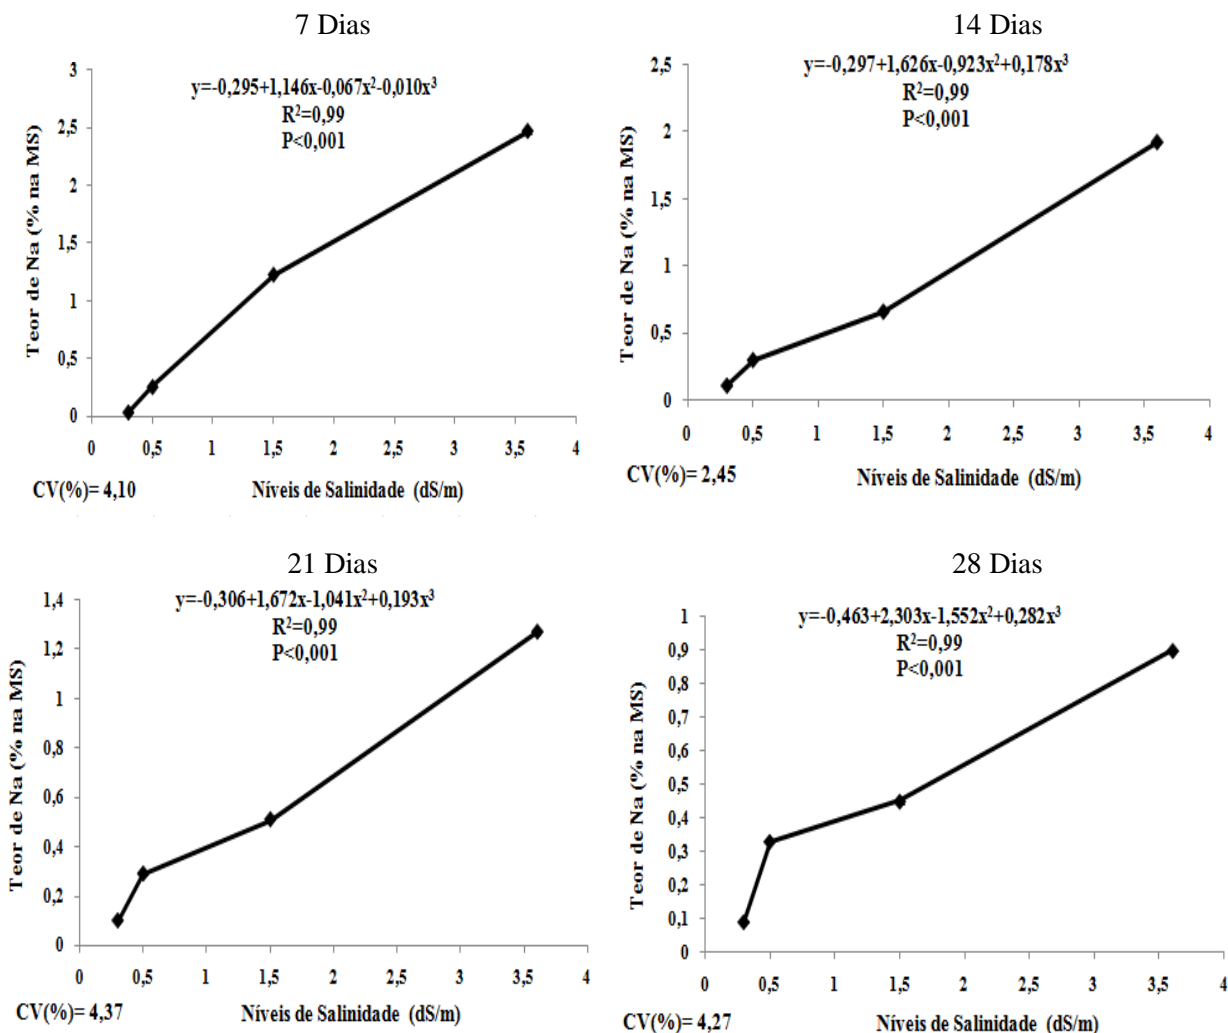 7 Dias
y=-0,295+1,146x-0,067x²-0,010x³
R²=0,99
P<0,001
Teor de Na (% na MS)
3
2,5
2
1,5
1
0,5
0
0 0,5 1 1,5 2 2,5 3 3,5 4
CV(%)= 4,10 Níveis de Salinidade (dS/m)
14 Dias
y=-0,297+1,626x-0,923x²+0,178x³
R²=0,99
P<0,001
Teor de Na (% na MS)
2,5
2
1,5
1
0,5
0
0 0,5 1 1,5 2 2,5 3 3,5 4
CV(%)= 2,45 Níveis de Salinidade (dS/m)
21 Dias
y=-0,306+1,672x-1,041x²+0,193x³
R²=0,99
P<0,001
Teor de Na (% na MS)
1,4
1,2
1
0,8
0,6
0,4
0,2
0
0 0,5 1 1,5 2 2,5 3 3,5 4
CV(%)= 4,37 Níveis de Salinidade (dS/m)
28 Dias
y=-0,463+2,303x-1,552x²+0,282x³
R²=0,99
P<0,001
Teor de Na (% na MS)
1
0,9
0,8
0,7
0,6
0,5
0,4
0,3
0,2
0,1
0
0 0,5 1 1,5 2 2,5 3 3,5 4
CV(%)= 4,27 Níveis de Salinidade (dS/m)